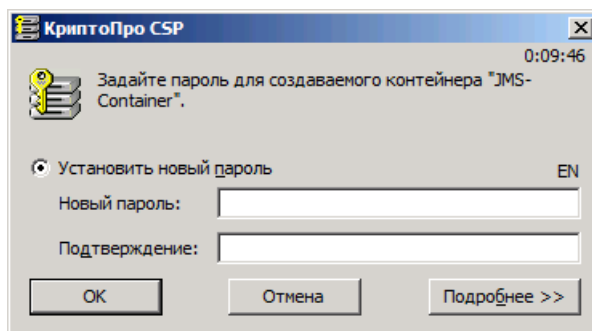 КриптоПро CSP
0:09:46
Задайте пароль для создаваемого контейнера "JMS-
Container".
Установить новый пароль
EN
Новый пароль:
Подтверждение:
ОК
Отмена
Подробнее >>